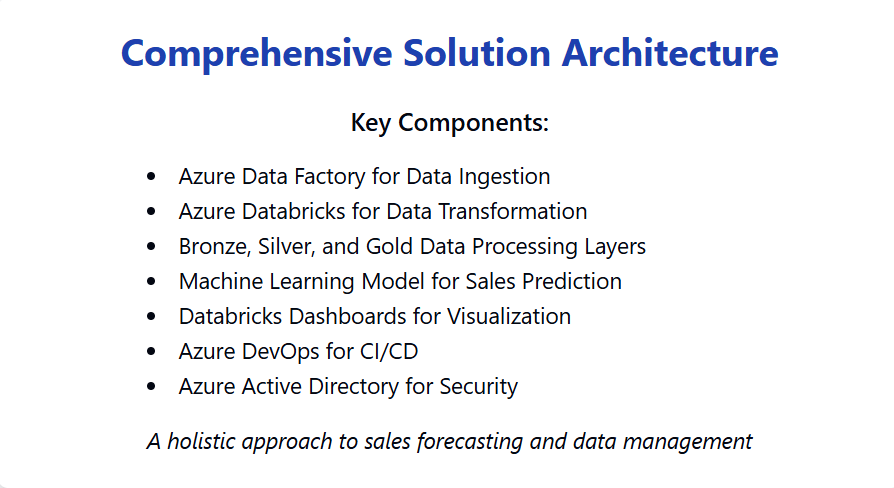 Comprehensive Solution Architecture
Key Components:
• Azure Data Factory for Data Ingestion
• Azure Databricks for Data Transformation
• Bronze, Silver, and Gold Data Processing Layers
• Machine Learning Model for Sales Prediction
• Databricks Dashboards for Visualization
• Azure DevOps for CI/CD
• Azure Active Directory for Security
A holistic approach to sales forecasting and data management